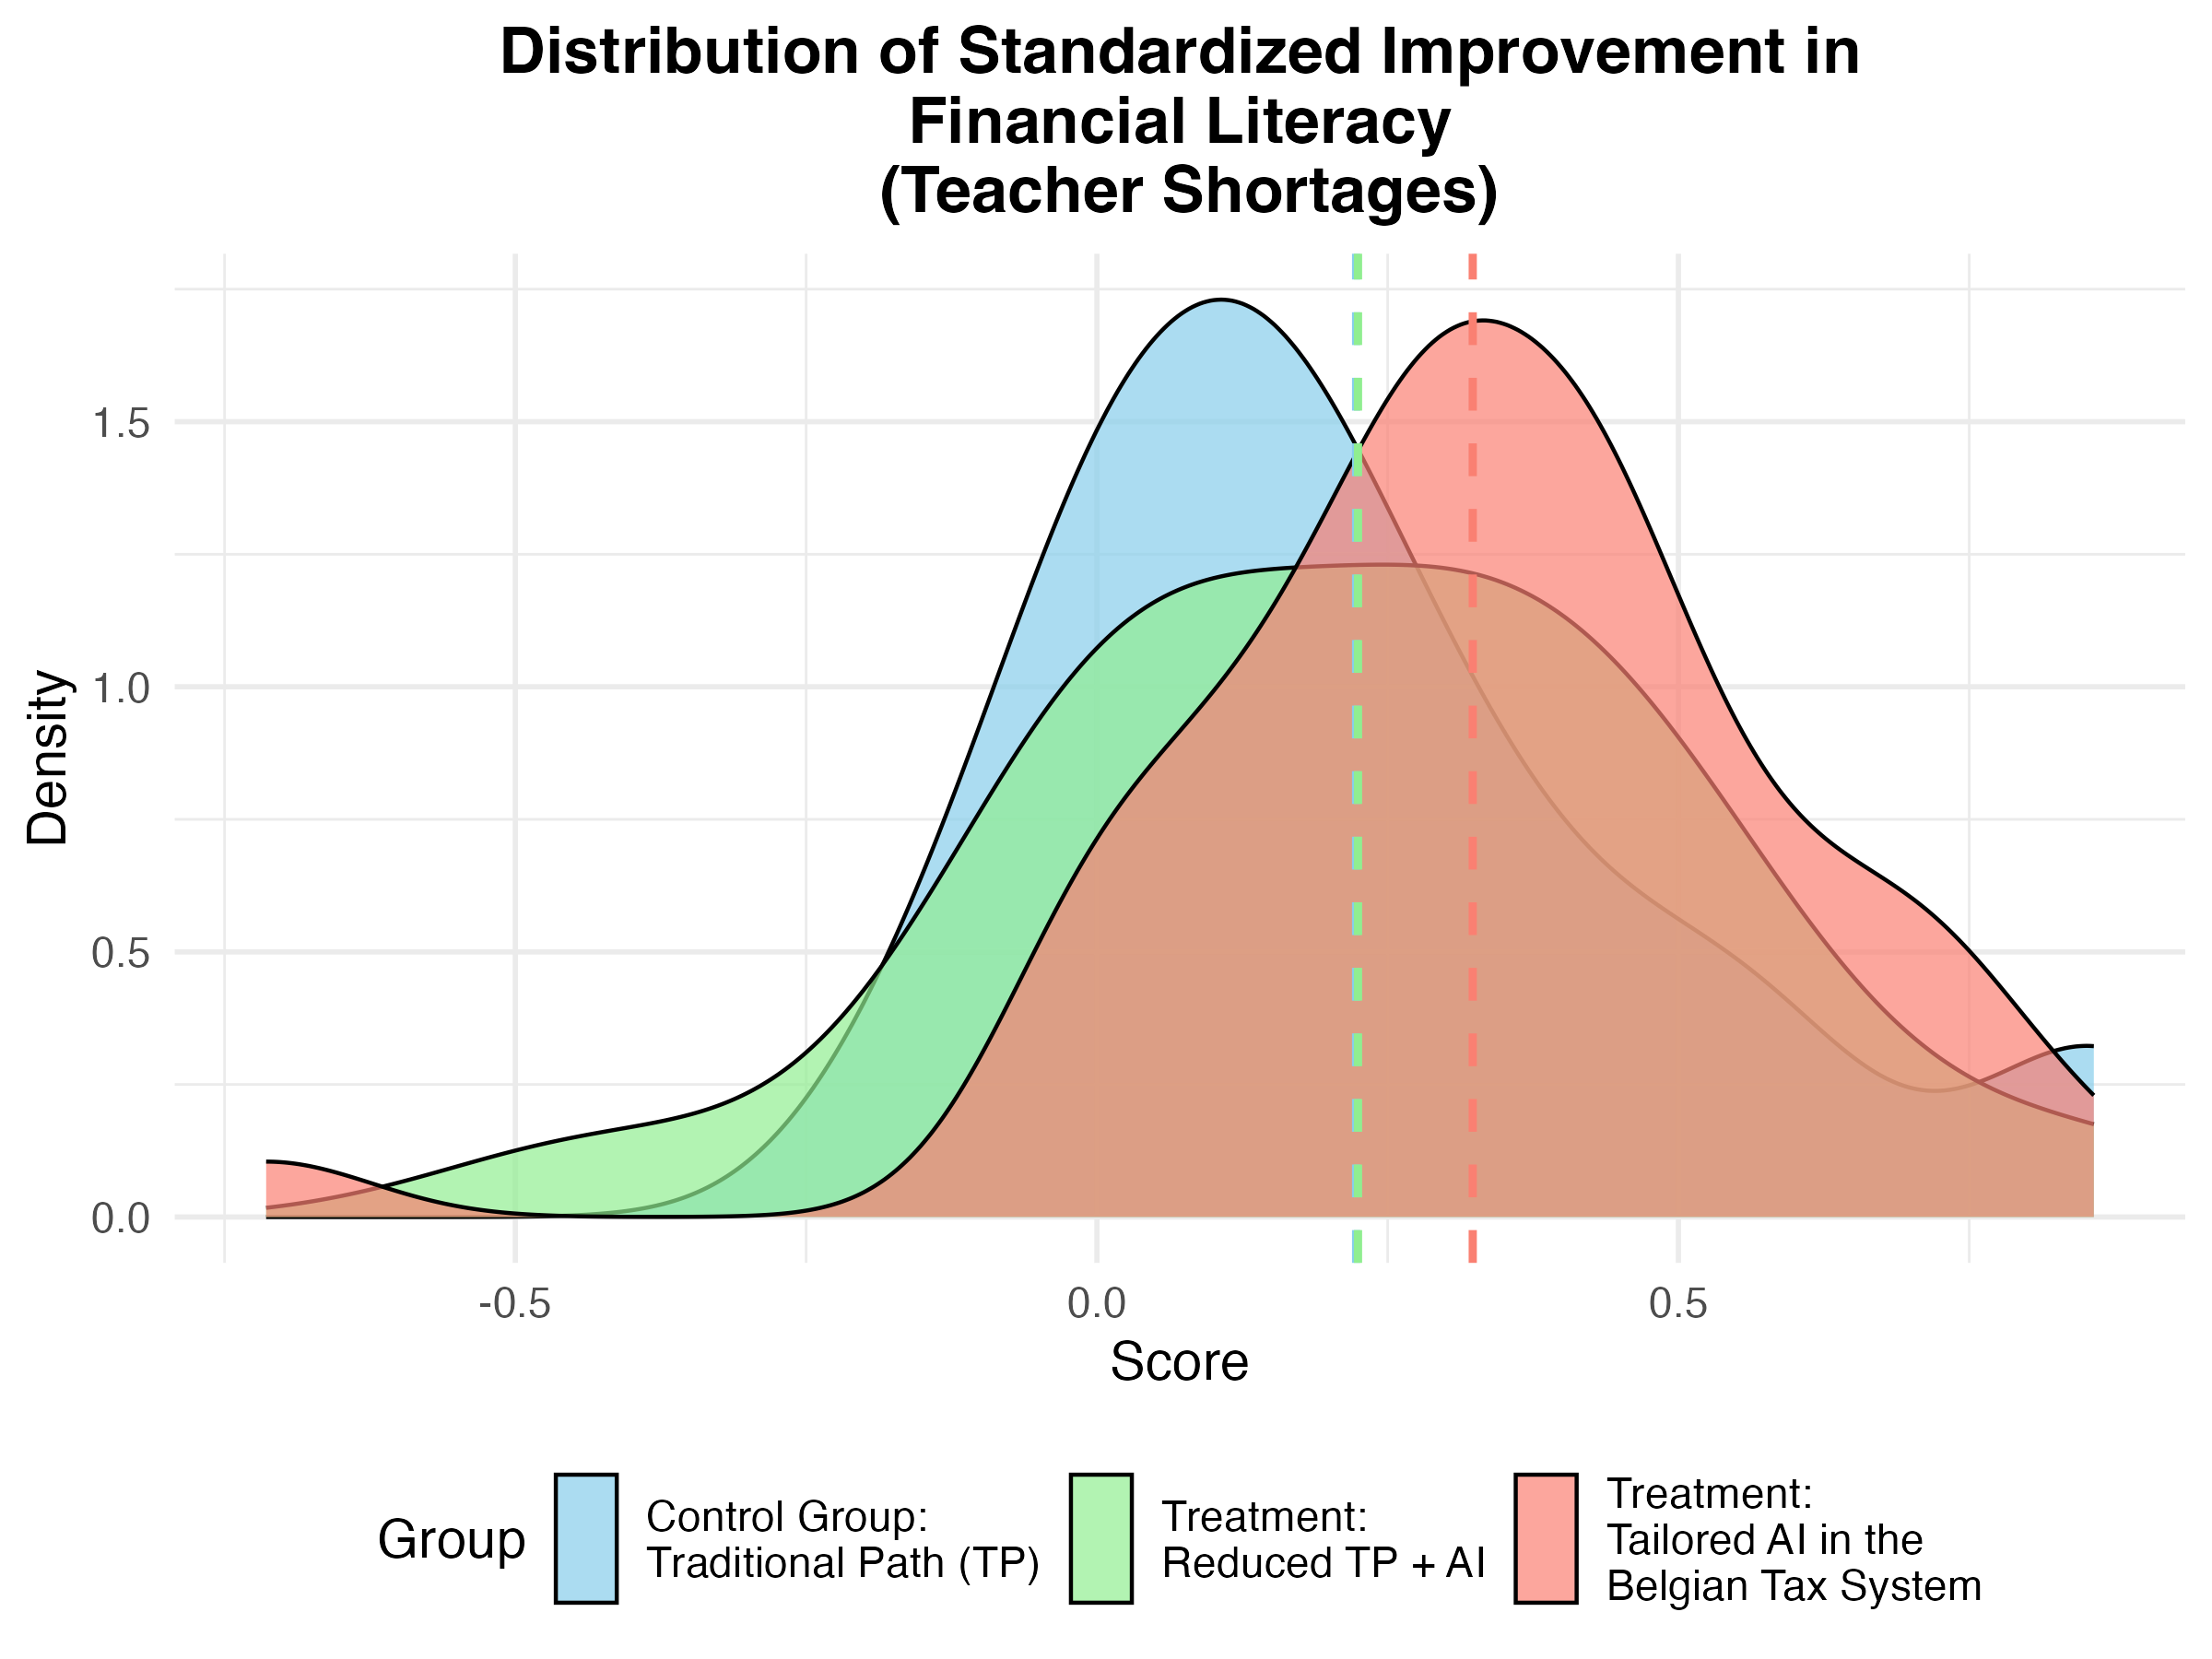 Distribution of Standardized Improvement in
Financial Literacy
(Teacher Shortages)
Density
1.5
1.0
0.5
0.0
-0.5
0.0
0.5
Score
Group
Control Group:
Traditional Path (TP)
Treatment:
Reduced TP + AI
Treatment:
Tailored AI in the
Belgian Tax System